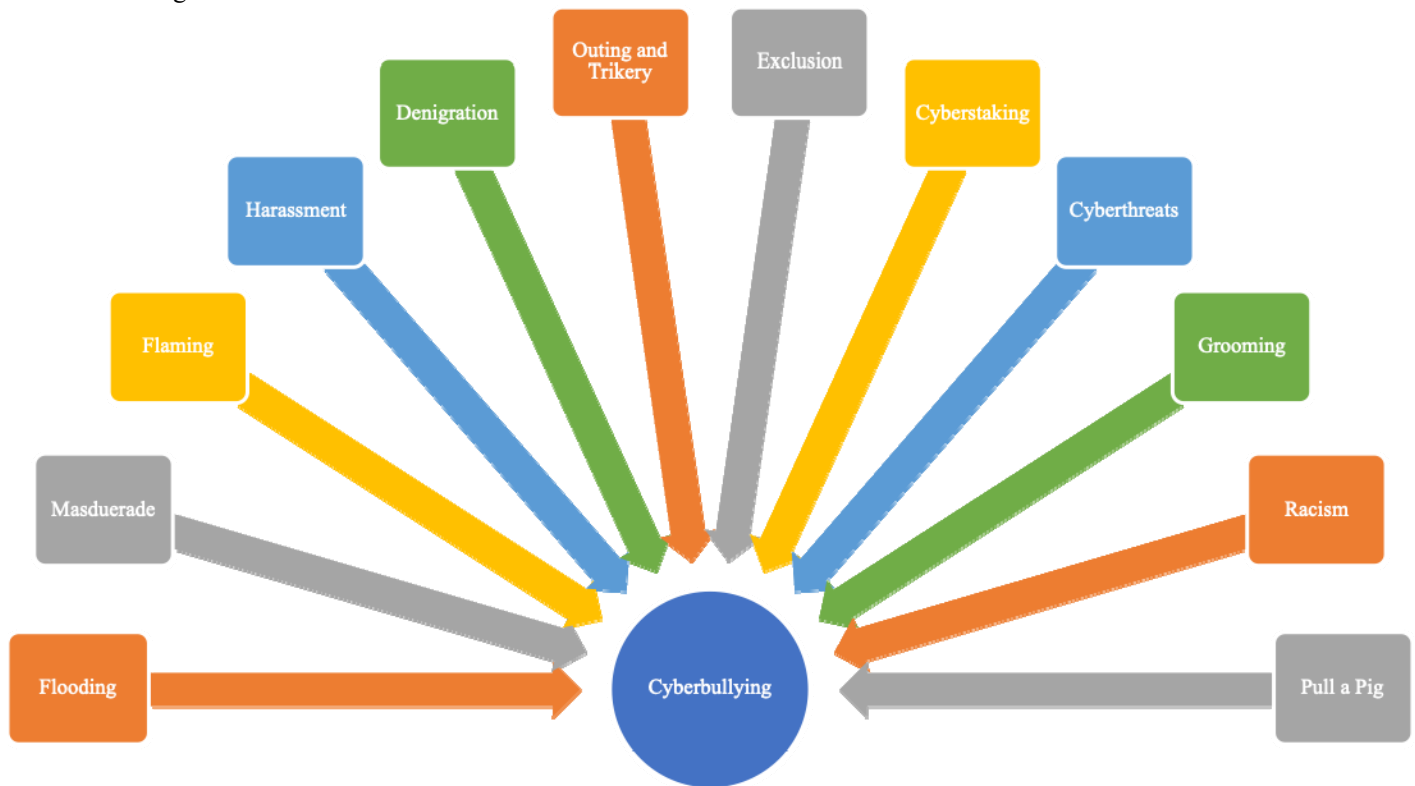 Outing and
Trikery
Exclusion
Denigration
Cyberstaking
Harassment
Cyberthreats
Flaming
Grooming
Masduerade
Racism
Flooding
Cyberbullying
Pull a Pig